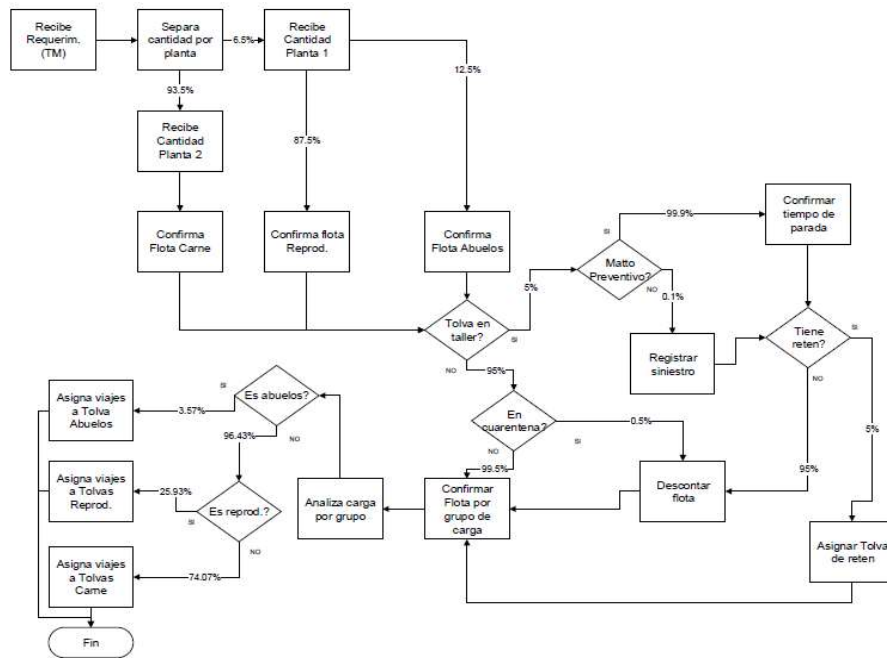 Recibe
Requerim.
(TM)
Separa
cantidad por
planta
6.5%
Recibe
Cantidad
Planta 1
12.5%
93.5%
Recibe
Cantidad
Planta 2
87.5%
Confirma
Flota Carne
Confirma flota
Reprod.
Confirma
Flota Abuelos
Matto
Preventivo?
SI
99.9%
Confirmar
tiempo de
parada
NO
0.1%
5%
Tolva en
taller?
SI
NO
95%
Registrar
siniestro
Tiene
reten?
SI
NO
5%
95%
Es abuelos?
SI
3.57%
Asigna viajes
a Tolva
Abuelos
96.43%
NO
En
cuarentena?
0.5%
SI
NO
99.5%
Descontar
flota
Confirmar
Flota por
grupo de
carga
Analiza carga
por grupo
Asigna viajes
a Tolvas
Reprod.
25.93%
SI
Es reprod.?
NO
74.07%
Asigna viajes
a Tolvas
Carne
Asignar Tolva
de reten
Fin